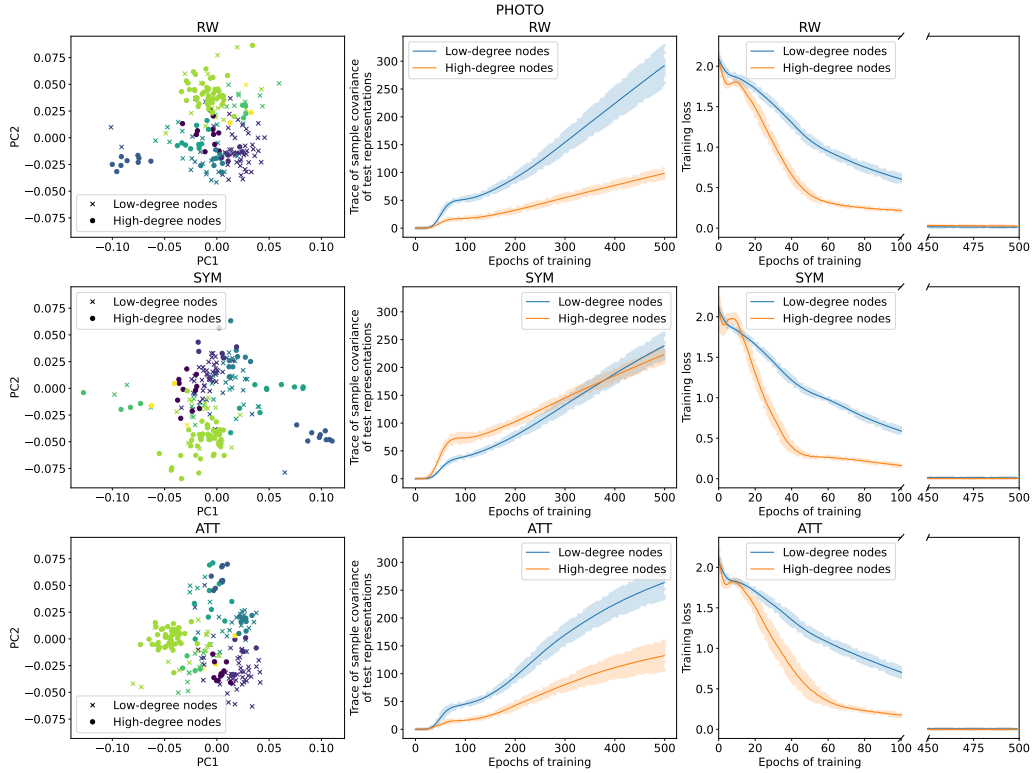 PHOTO
RW
PC2
0.075
0.050
0.025
0.000
−0.025
−0.050
−0.075
× Low-degree nodes
● High-degree nodes
−0.10 −0.05 0.00 0.05 0.10
PC1
RW
Trace of sample covariance
of test representations
300
250
200
150
100
50
0
Low-degree nodes
High-degree nodes
0 100 200 300 400 500
Epochs of training
RW
Training loss
2.0
1.5
1.0
0.5
0.0
Low-degree nodes
High-degree nodes
0 20 40 60 80 100 450 475 500
Epochs of training
SYM
PC2
0.075
0.050
0.025
0.000
−0.025
−0.050
−0.075
× Low-degree nodes
● High-degree nodes
−0.10 −0.05 0.00 0.05 0.10
PC1
SYM
Trace of sample covariance
of test representations
300
250
200
150
100
50
0
Low-degree nodes
High-degree nodes
0 100 200 300 400 500
Epochs of training
SYM
Training loss
2.0
1.5
1.0
0.5
0.0
Low-degree nodes
High-degree nodes
0 20 40 60 80 100 450 475 500
Epochs of training
ATT
PC2
0.075
0.050
0.025
0.000
−0.025
−0.050
−0.075
× Low-degree nodes
● High-degree nodes
−0.10 −0.05 0.00 0.05 0.10
PC1
ATT
Trace of sample covariance
of test representations
300
250
200
150
100
50
0
Low-degree nodes
High-degree nodes
0 100 200 300 400 500
Epochs of training
ATT
Training loss
2.0
1.5
1.0
0.5
0.0
Low-degree nodes
High-degree nodes
0 20 40 60 80 100 450 475 500
Epochs of training